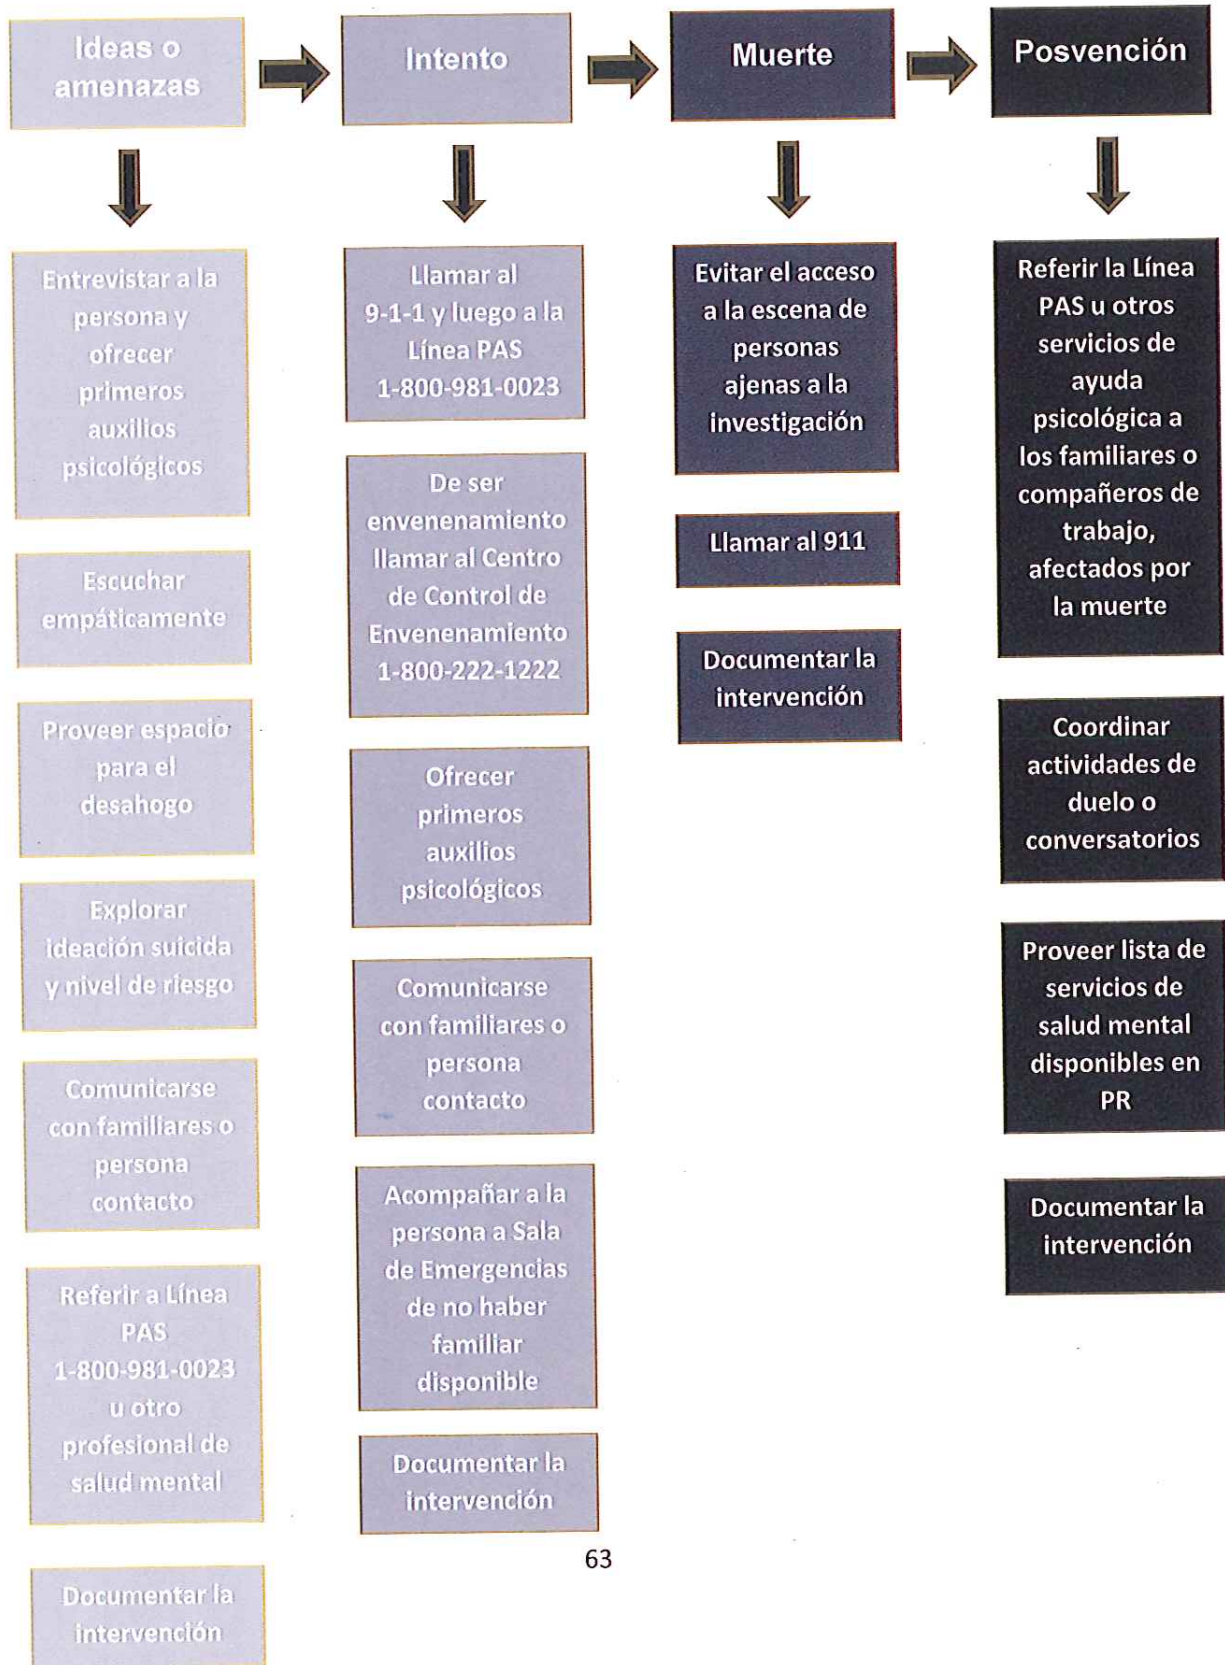 Ideas o
amenazas
Intento
Muerte
Posvención
Entrevistar a la
persona y
ofrecer
primeros
auxilios
psicológicos
Escuchar
empáticamente
Proveer espacio
para el
desahogo
Explorar
ideación suicida
y nivel de riesgo
Comunicarse
con familiares o
persona
contacto
Referir a Línea
PAS
1-800-981-0023
u otro
profesional de
salud mental
Documentar la
intervención
Llamar al
9-1-1 y luego a la
Línea PAS
1-800-981-0023
De ser
envenenamiento
llamar al Centro
de Control de
Envenenamiento
1-800-222-1222
Ofrecer
primeros
auxilios
psicológicos
Comunicarse
con familiares o
persona
contacto
Acompañar a la
persona a Sala
de Emergencias
de no haber
familiar
disponible
Documentar la
intervención
Evitar el acceso
a la escena de
personas
ajenas a la
investigación
Llamar al 911
Documentar la
intervención
Referir la Línea
PAS u otros
servicios de
ayuda
psicológica a
los familiares o
compañeros de
trabajo,
afectados por
la muerte
Coordinar
actividades de
duelo o
conversatorios
Proveer lista de
servicios de
salud mental
disponibles en
PR
Documentar la
intervención
63